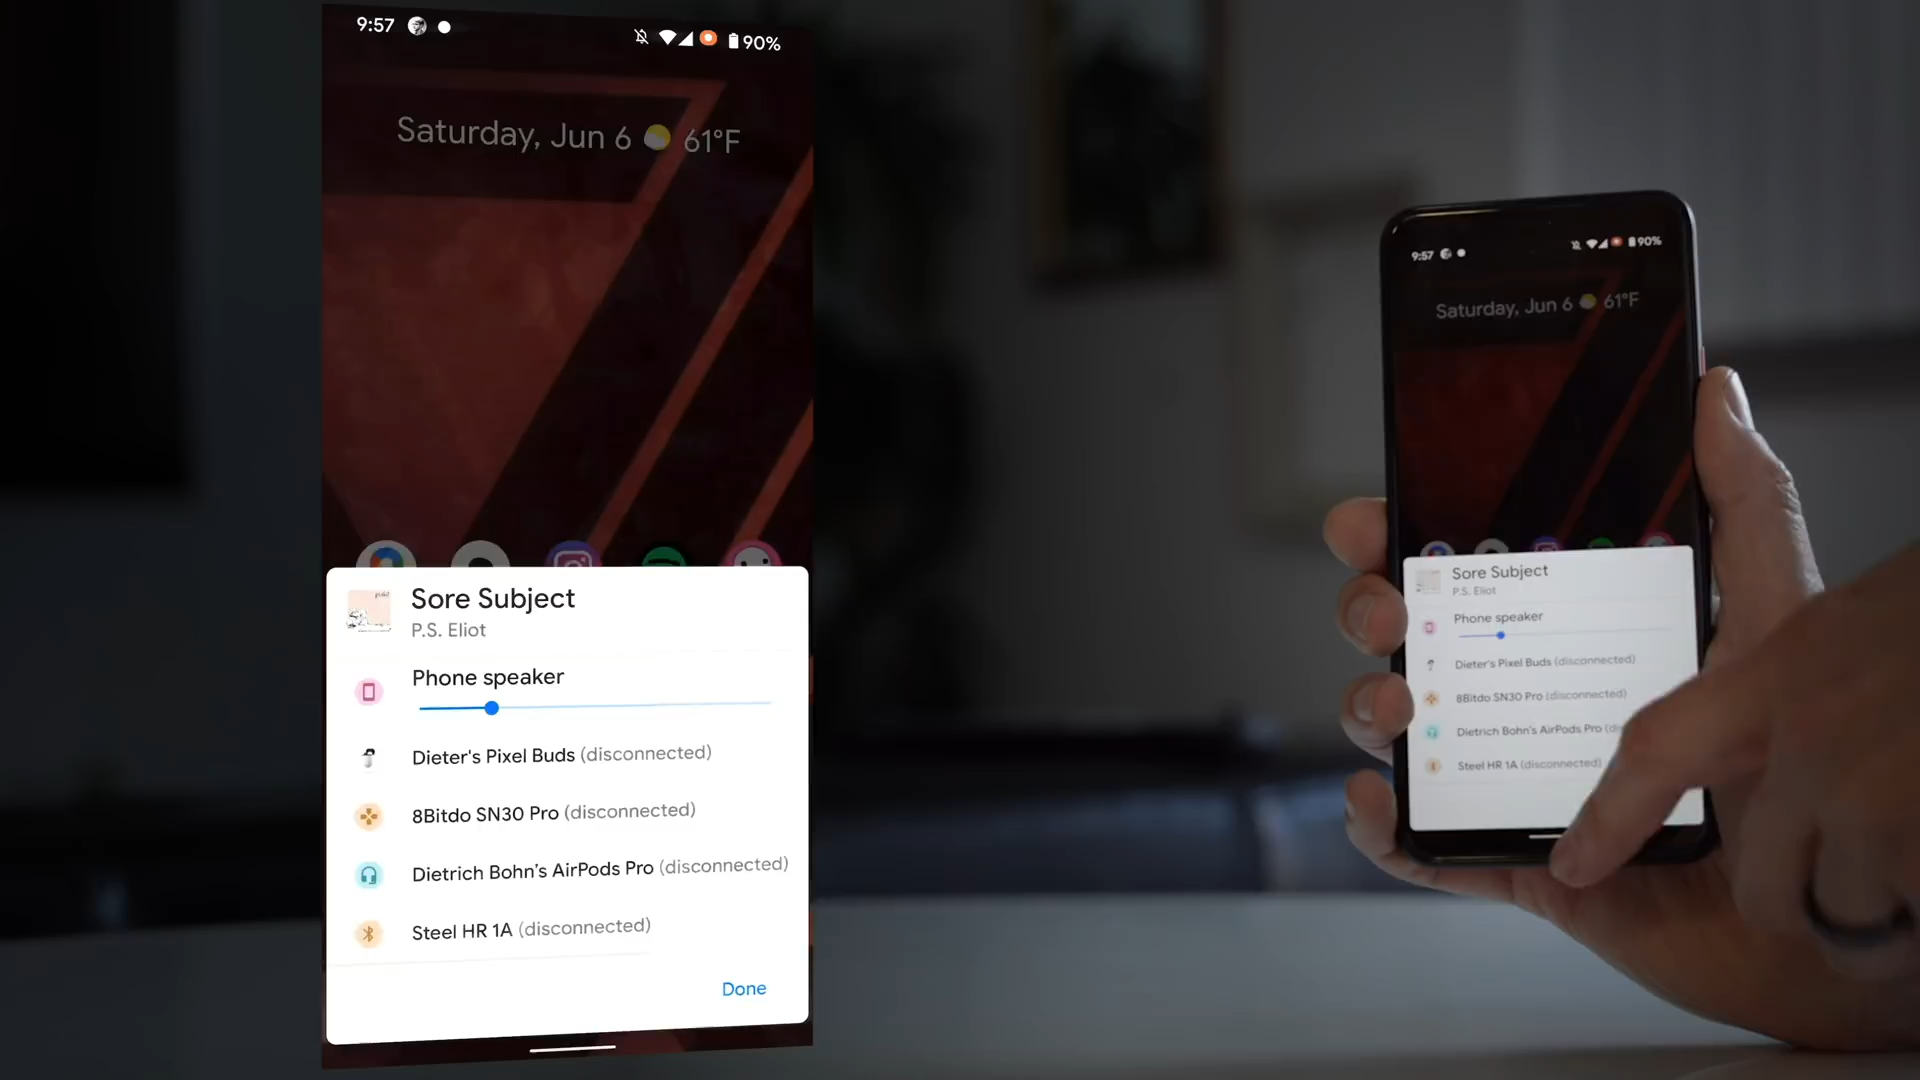 9:57
90%
Saturday, Jun 6 61°F
Sore Subject
P.S. Eliot
Phone speaker
Dieter's Pixel Buds (disconnected)
8Bitdo SN30 Pro (disconnected)
Dietrich Bohn's AirPods Pro (disconnected)
Steel HR 1A (disconnected)
Done
9:57
90%
Saturday, Jun 6 61°F
Sore Subject
P.S. Eliot
Phone speaker
Dieter's Pixel Buds (disconnected)
8Bitdo SN30 Pro (disconnected)
Dietrich Bohn's AirPods Pro
Steel HR 1A (disconnected)